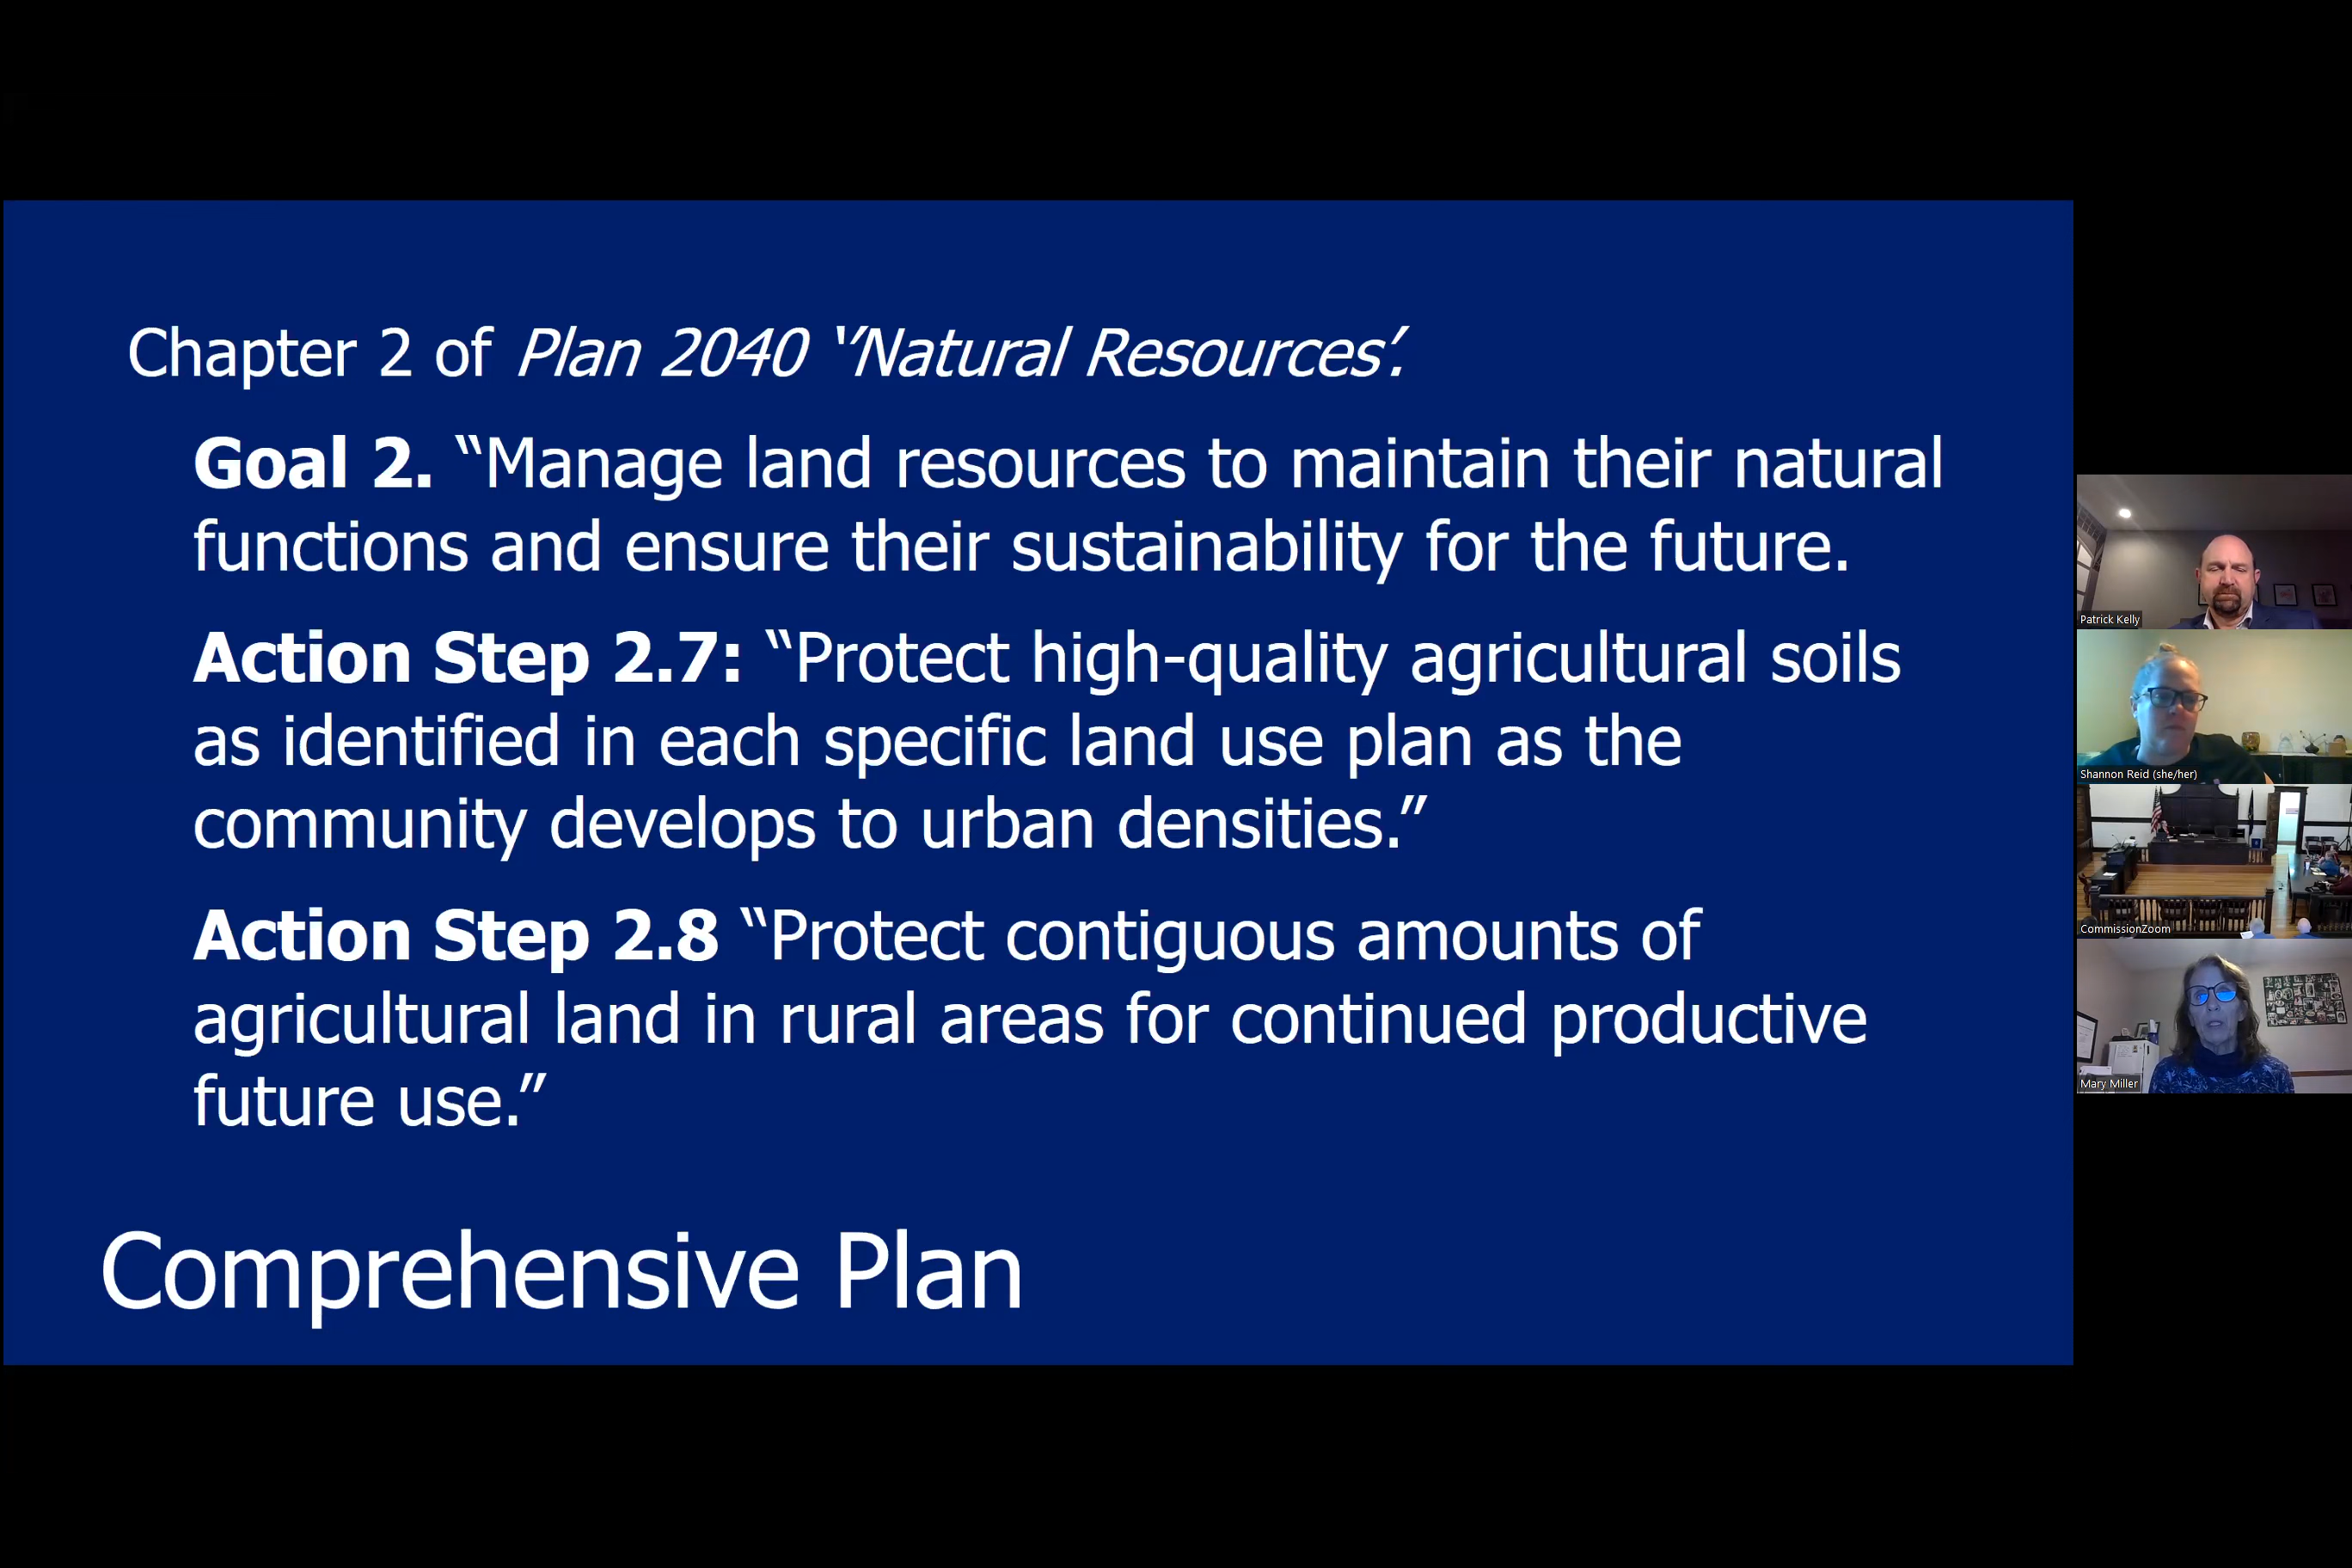 Chapter 2 of Plan 2040 “Natural Resources’.
Goal 2. “Manage land resources to maintain their natural
functions and ensure their sustainability for the future.
Action Step 2.7: “Protect high-quality agricultural soils
as identified in each specific land use plan as the
community develops to urban densities.”
Action Step 2.8 “Protect contiguous amounts of
agricultural land in rural areas for continued productive
future use.”
Comprehensive Plan
Patrick Kelly
Shannon Reid (she/her)
CommissionZoom
Mary Miller